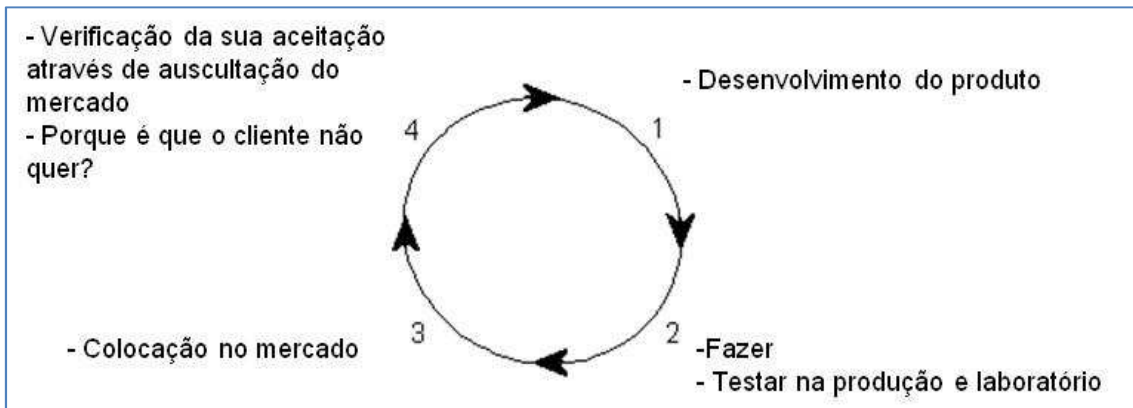 - Verificação da sua aceitação
através de auscultação do
mercado
- Porque é que o cliente não
quer?
4
- Desenvolvimento do produto
1
- Colocação no mercado
3
2
-Fazer
- Testar na produção e laboratório